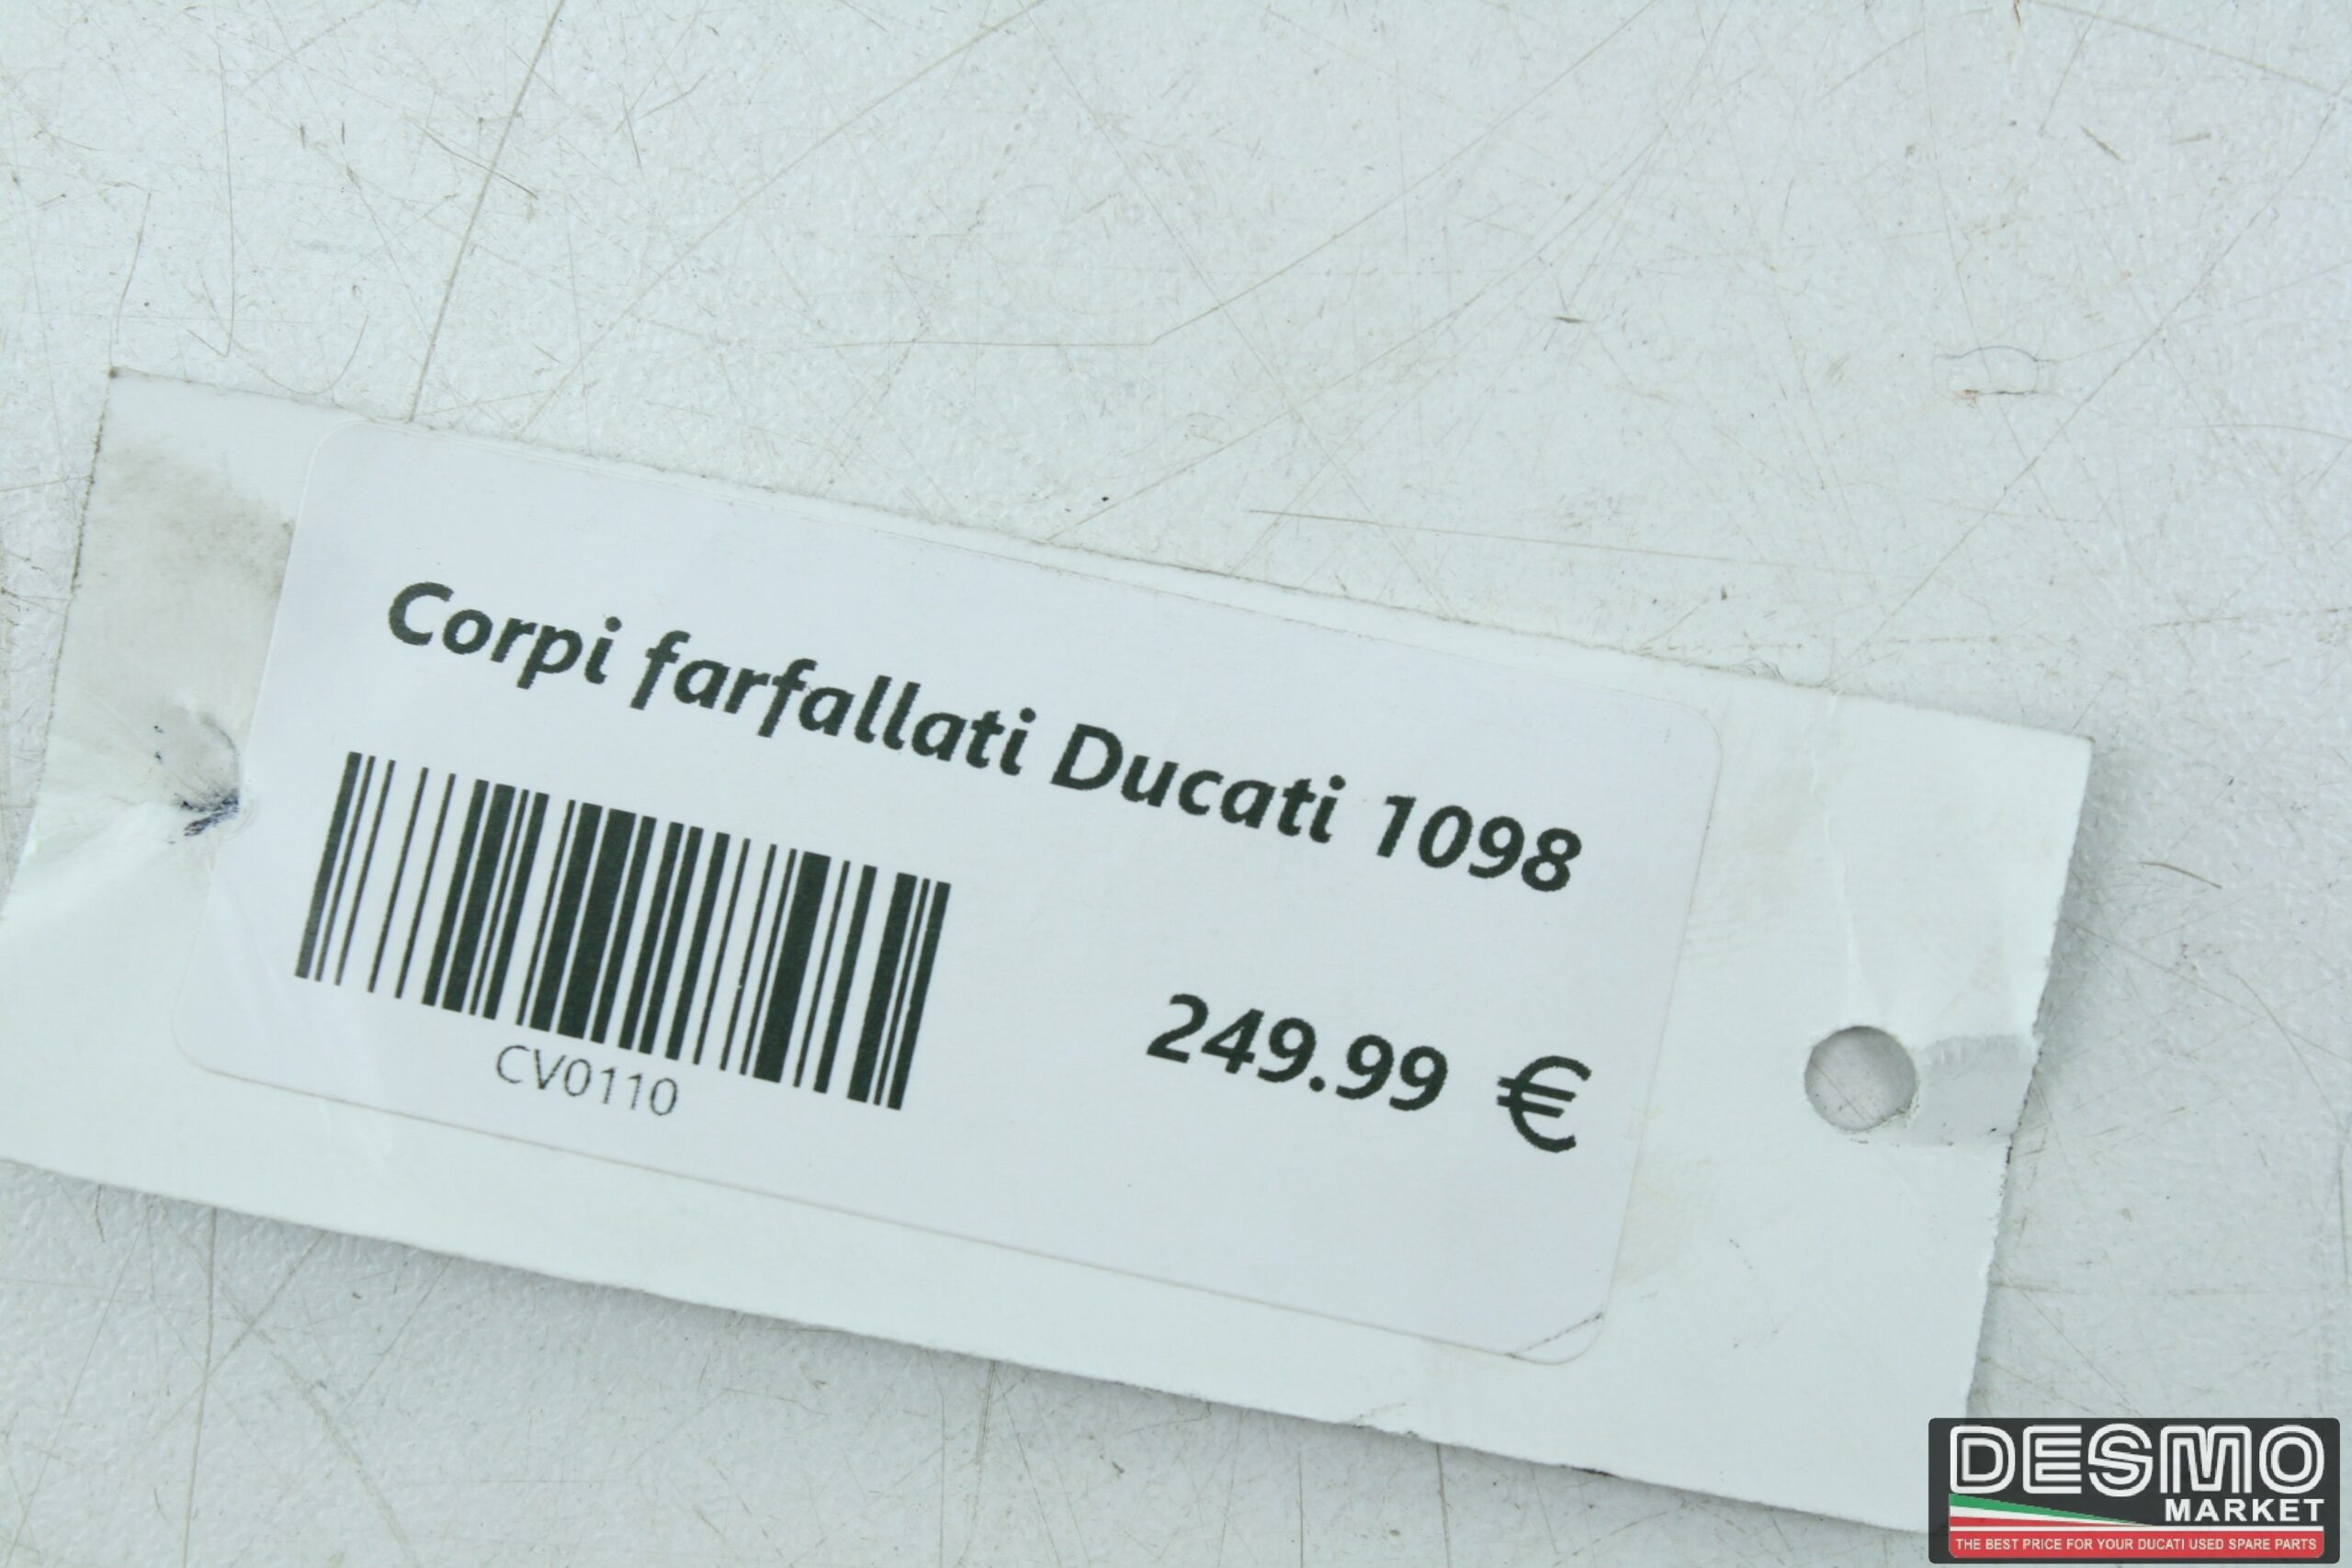 Corpi farfallati Ducati 1098
CV0110
249.99 €
DESMO
MARKET
THE BEST PRICE FOR YOUR DUCATI USED SPARE PARTS